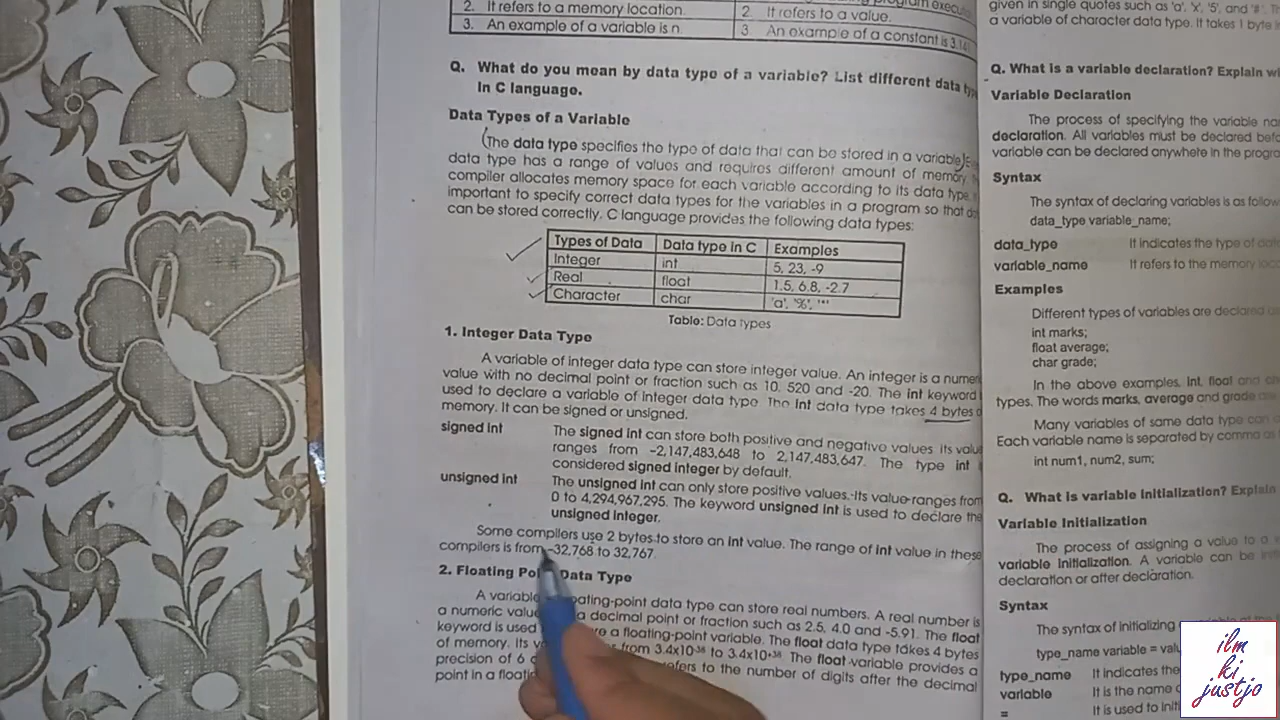 2. It refers to a memory location. 2. It refers to a value.
3. An example of a variable is n. 3. An example of a constant is 3.14
Q. What do you mean by data type of a variable? List different data
in C language.
Data Types of a Variable
(The data type specifies the type of data that can be stored in a variable)
data type has a range of values and requires different amount of memory.
compiler allocates memory space for each variable according to its data type.
important to specify correct data types for the variables in a program so that
can be stored correctly. C language provides the following data types:
Types of Data Data type in C Examples
Integer int 5, 23, -9
Real float 1.5, 6.8, -2.7
Character char 'a', '%', '*'
Table: Data types
1. Integer Data Type
A variable of integer data type can store integer value. An integer is a
value with no decimal point or fraction such as 10, 520 and -20. The int keyword
used to declare a variable of integer data type. The int data type takes 4 bytes
memory. It can be signed or unsigned.
signed int The signed int can store both positive and negative values. its
ranges from –2,147,483,648 to 2,147,483,647. The type int
considered signed integer by default.
unsigned int The unsigned int can only store positive values. Its value ranges from
0 to 4,294,967,295. The keyword unsigned int is used to declare the
unsigned integer.
Some compilers use 2 bytes to store an int value. The range of int value in these
compilers is from –32,768 to 32,767.
2. Floating Data Type
A variable data type can store real numbers. A real number is
a numeric value a decimal point or fraction such as 2.5, 4.0 and -5.91. The float
keyword is used a floating-point variable. The float data type takes 4 bytes
of memory. Its from 3.4x10-38 to 3.4x10+38. The float variable provides a
precision of 6 to the number of digits after the decimal
point in a
given in single quotes such as 'a', 'x', '5', and '#'.
a variable of character data type. It takes 1 byte
Q. What is a variable declaration? Explain
Variable Declaration
The process of specifying the variable
declaration. All variables must be declared
variable can be declared anywhere in the
Syntax
The syntax of declaring variables is as
data_type variable_name;
data_type It indicates the type of
variable_name It refers to the memory
Examples
Different types of variables are declared
int marks;
float average;
char grade;
In the above examples, int, float and
types. The words marks, average and grade
Many variables of same data type can
Each variable name is separated by comma
int num1, num2, sum;
Q. What is variable initialization? Explain
Variable Initialization
The process of assigning a value to a
variable initialization. A variable can be
declaration or after declaration.
Syntax
The syntax of initializing
type_name variable =
type_name It indicates the
variable It is the name
= It is used to
ilm
ki
justjo